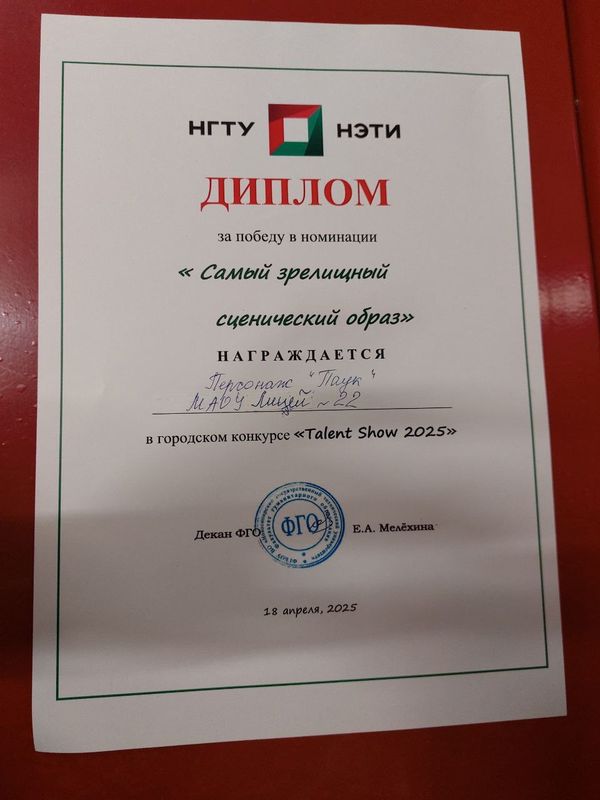 НГТУ НЭТИ
ДИПЛОМ
за победу в номинации
« Самый зрелищный
сценический образ»
НАГРАЖДАЕТСЯ
Персонаж "Паук"
МАОУ Лицей №22
в городском конкурсе «Talent Show 2025»
Декан ФГО ФГО Е.А. Мелёхина
18 апреля, 2025